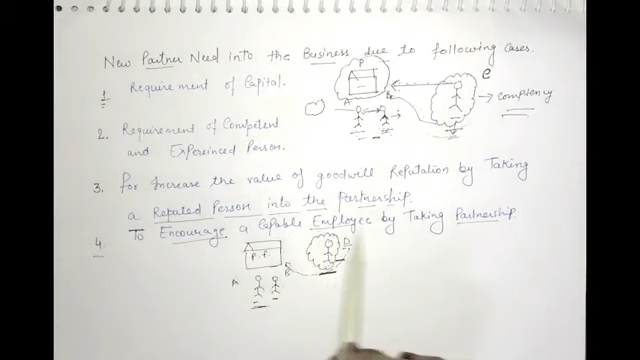 New Partner Need into the Business due to following Cases.
1 Requirement of Capital.
2. Requirement of Competent
and Expereinced Person.
3. For Increase the value of goodwill Reputation by Taking
a Reputed Person into the Partnership.
4. To Encourage a Capable Employee by Taking Partnership.
P
A
B
C
→ Competency
P.f.
A
B
D